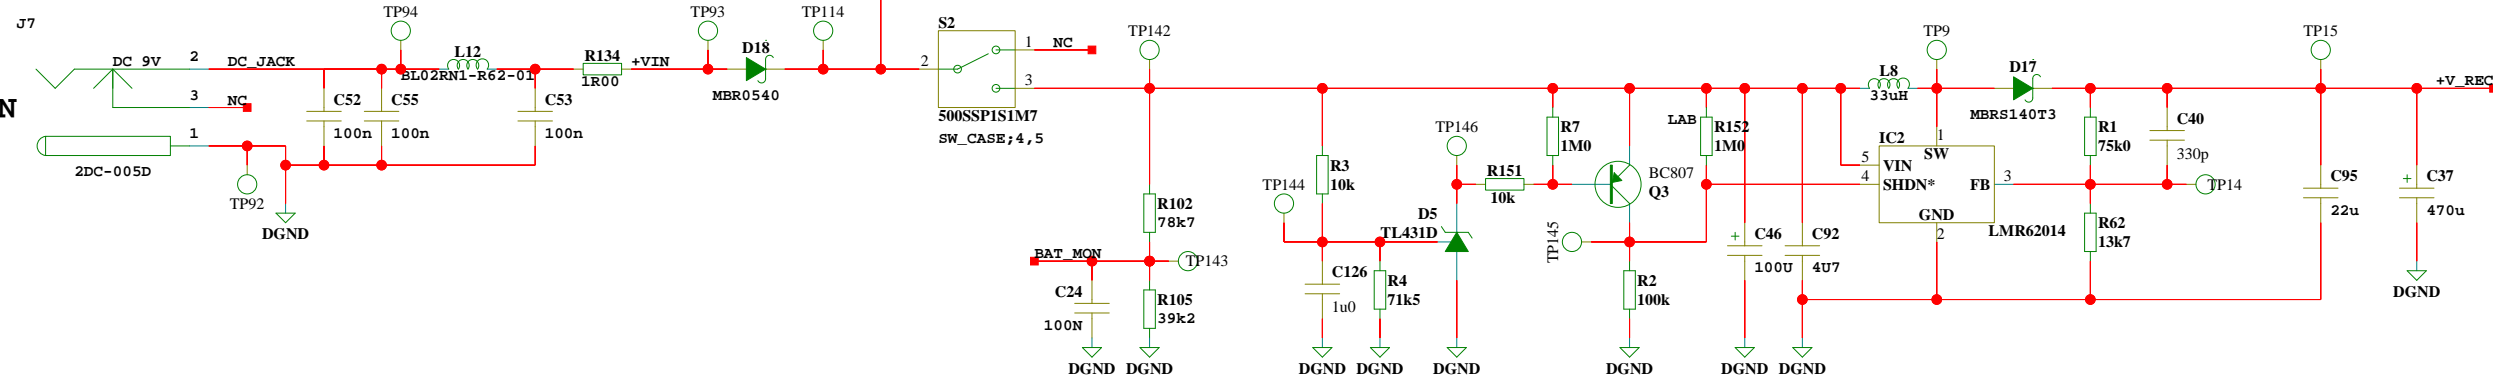 J7
N
DC 9V
2
DC_JACK
3
NC
1
2DC-005D
TP92
DGND
TP94
L12
BL02RN1-R62-01
C52
100n
C55
100n
C53
100n
R134
1R00
+VIN
TP93
D18
MBR0540
TP114
S2
2
1
NC
3
500SSP1S1M7
SW_CASE;4,5
TP142
R102
78k7
BAT_MON
TP143
C24
100N
R105
39k2
DGND
DGND
TP144
R3
10k
C126
1u0
R4
71k5
DGND
DGND
TP146
D5
TL431D
DGND
R151
10k
R7
1M0
BC807
Q3
TP145
R2
100k
DGND
LAB
R152
1M0
C46
+
100U
DGND
C92
4U7
DGND
L8
33uH
TP9
D17
MBRS140T3
IC2
1
SW
5
VIN
4
SHDN*
FB
3
GND
2
LMR62014
R1
75k0
C40
330p
TP14
R62
13k7
TP15
C95
22u
+V_REC
+
C37
470u
DGND